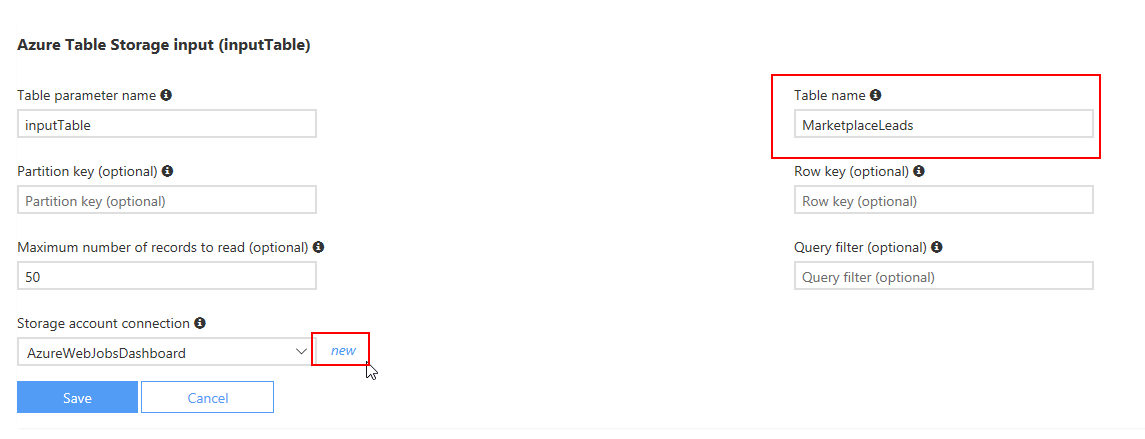 Azure Table Storage input (inputTable)
Table parameter name
Table name
inputTable
MarketplaceLeads
Partition key (optional)
Row key (optional)
Partition key (optional)
Row key (optional)
Maximum number of records to read (optional)
Query filter (optional)
50
Query filter (optional)
Storage account connection
AzureWebJobsDashboard
new
Save
Cancel